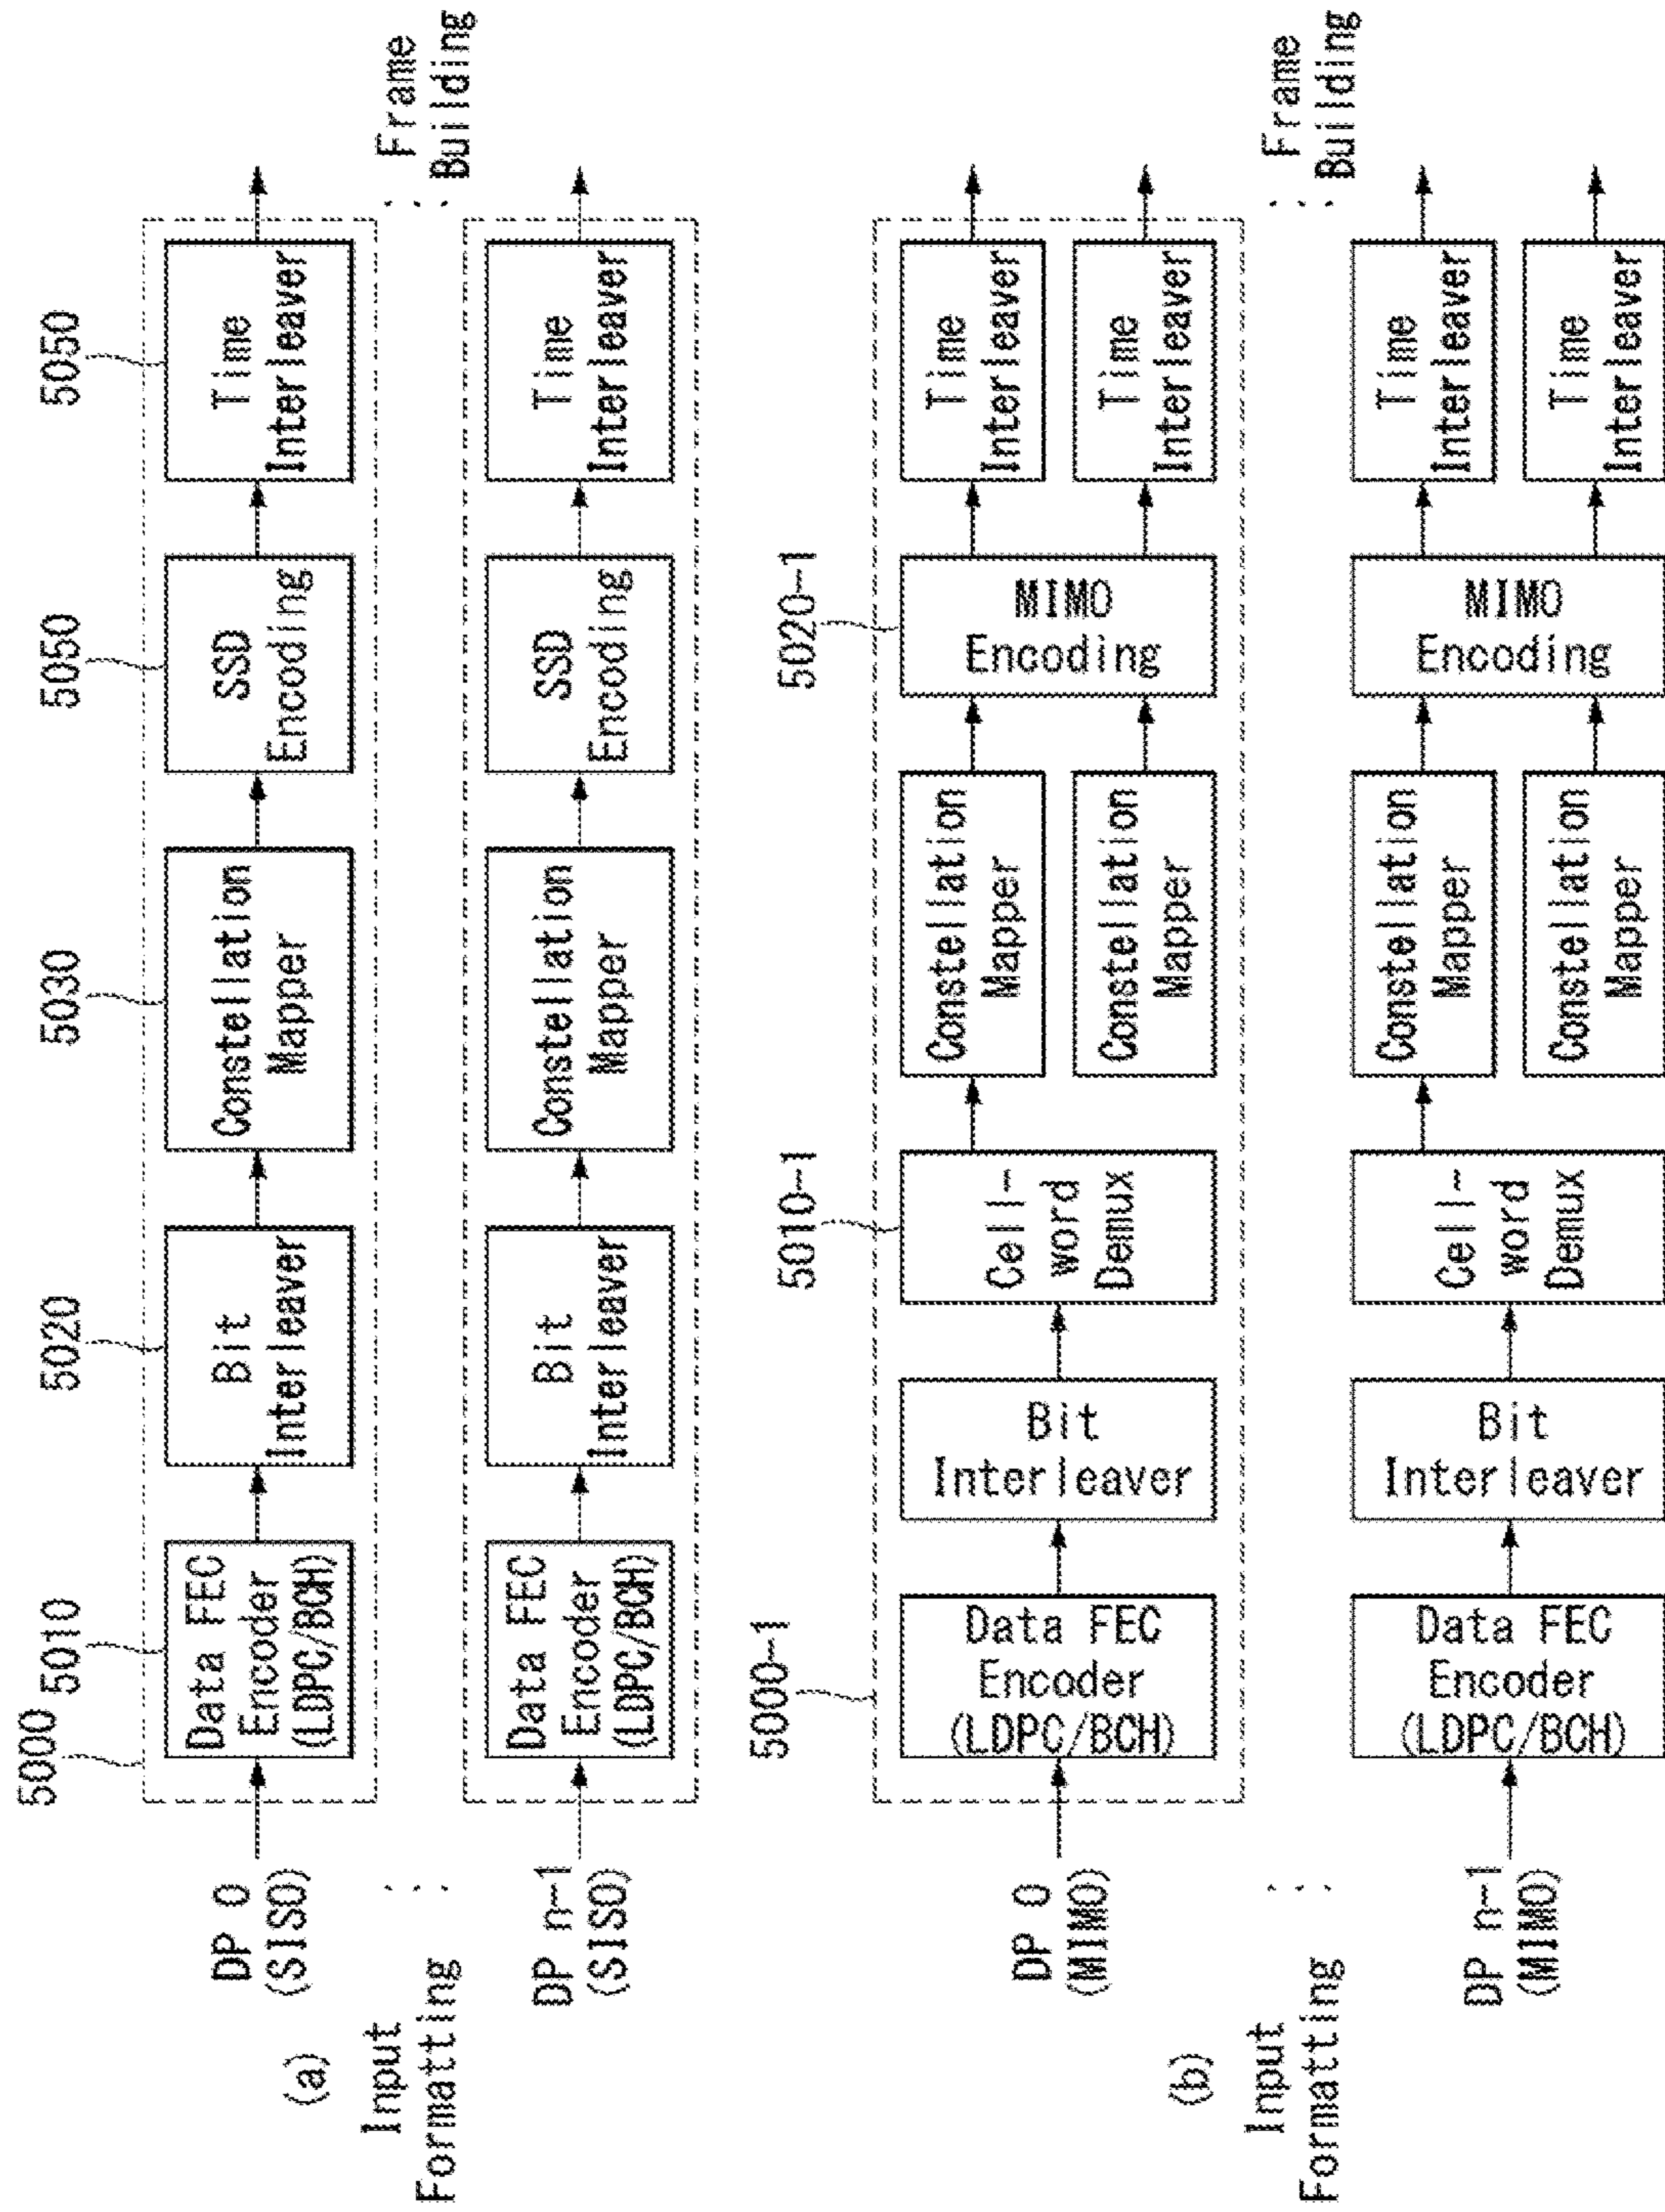 (a)
Input
Formatting
DP 0
(SISO)
DP n-1
(SISO)
5000
5010
5020
5030
5050
5050
Data FEC
Encoder
(LDPC/BCH)
Bit
Interleaver
Constellation
Mapper
SSD
Encoding
Time
Interleaver
Data FEC
Encoder
(LDPC/BCH)
Bit
Interleaver
Constellation
Mapper
SSD
Encoding
Time
Interleaver
Frame
Building
(b)
Input
Formatting
DP 0
(MIMO)
DP n-1
(MIMO)
5000-1
5010-1
5020-1
Data FEC
Encoder
(LDPC/BCH)
Bit
Interleaver
Cell-
word
Demux
Constellation
Mapper
Constellation
Mapper
MIMO
Encoding
Time
Interleaver
Time
Interleaver
Data FEC
Encoder
(LDPC/BCH)
Bit
Interleaver
Cell-
word
Demux
Constellation
Mapper
Constellation
Mapper
MIMO
Encoding
Time
Interleaver
Time
Interleaver
Frame
Building